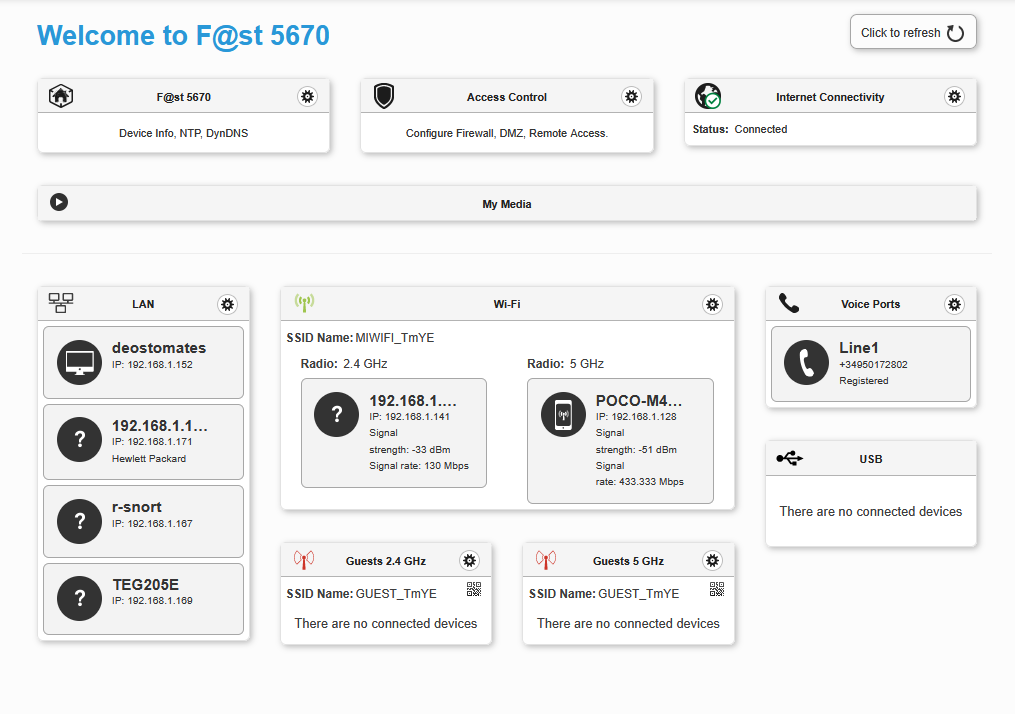 Welcome to F@st 5670
Click to refresh
F@st 5670
Device Info, NTP, DynDNS
Access Control
Configure Firewall, DMZ, Remote Access.
Internet Connectivity
Status: Connected
My Media
LAN
deostomates
IP: 192.168.1.152
192.168.1.1...
IP: 192.168.1.171
Hewlett Packard
r-snort
IP: 192.168.1.167
TEG205E
IP: 192.168.1.169
Wi-Fi
SSID Name: MIWIFI_TmYE
Radio: 2.4 GHz
192.168.1....
IP: 192.168.1.141
Signal
strength: -33 dBm
Signal rate: 130 Mbps
Radio: 5 GHz
POCO-M4...
IP: 192.168.1.128
Signal
strength: -51 dBm
Signal
rate: 433.333 Mbps
Guests 2.4 GHz
SSID Name: GUEST_TmYE
There are no connected devices
Guests 5 GHz
SSID Name: GUEST_TmYE
There are no connected devices
Voice Ports
Line1
+34950172802
Registered
USB
There are no connected devices